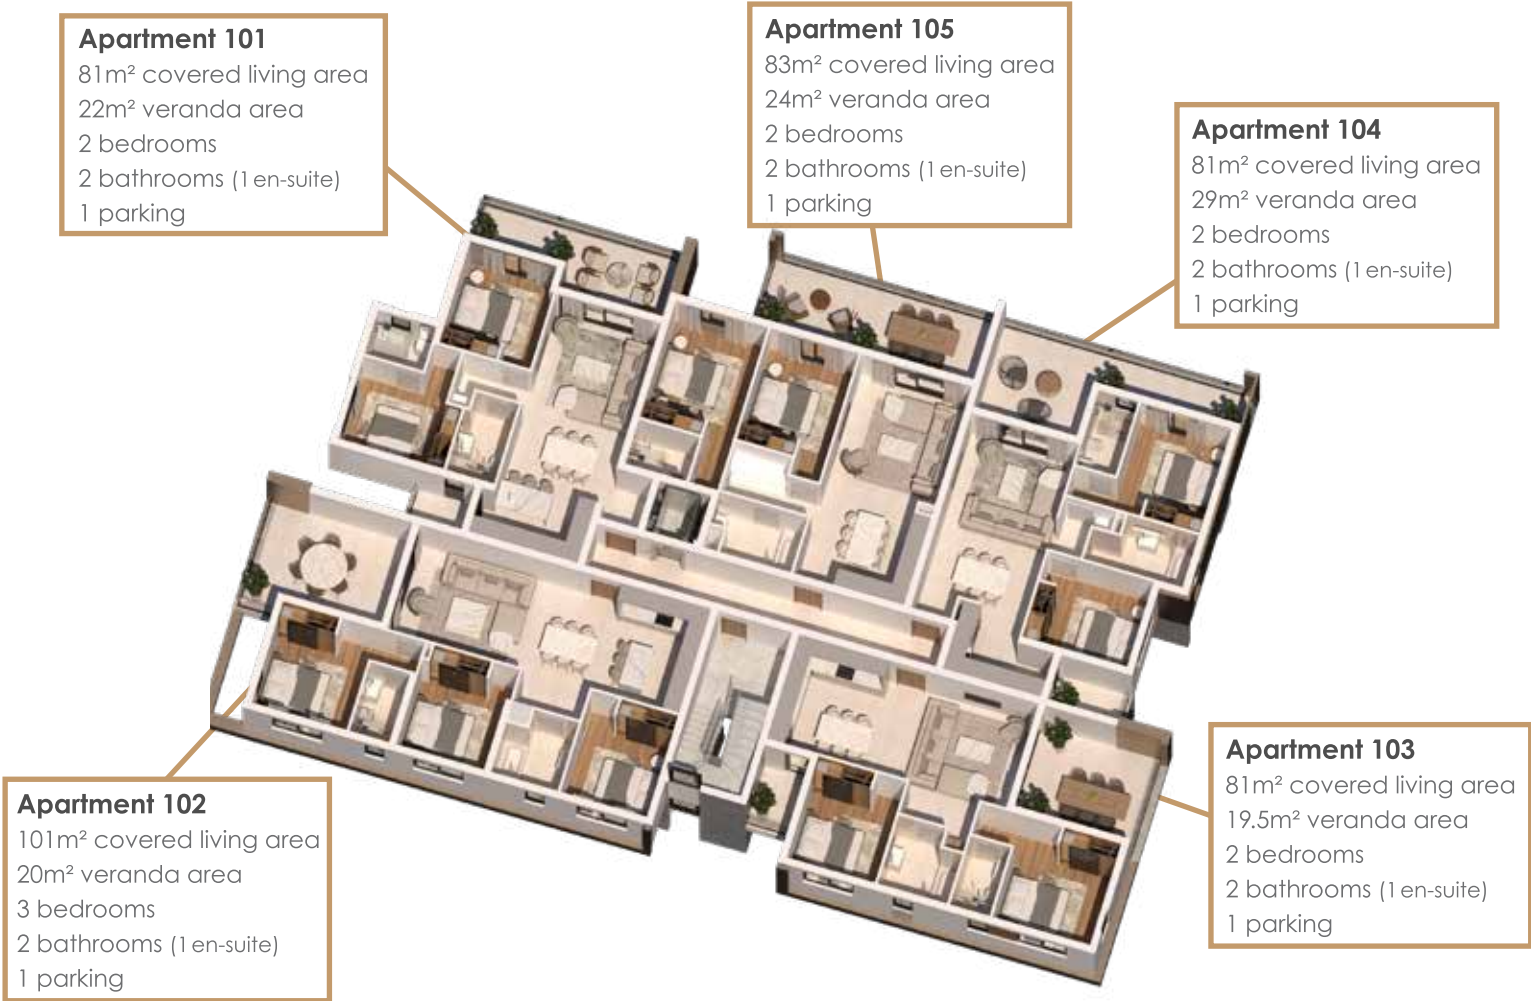 Apartment 101
81m² covered living area
22m² veranda area
2 bedrooms
2 bathrooms (1 en-suite)
1 parking
Apartment 105
83m² covered living area
24m² veranda area
2 bedrooms
2 bathrooms (1 en-suite)
1 parking
Apartment 104
81m² covered living area
29m² veranda area
2 bedrooms
2 bathrooms (1 en-suite)
1 parking
Apartment 102
101m² covered living area
20m² veranda area
3 bedrooms
2 bathrooms (1 en-suite)
1 parking
Apartment 103
81m² covered living area
19.5m² veranda area
2 bedrooms
2 bathrooms (1 en-suite)
1 parking